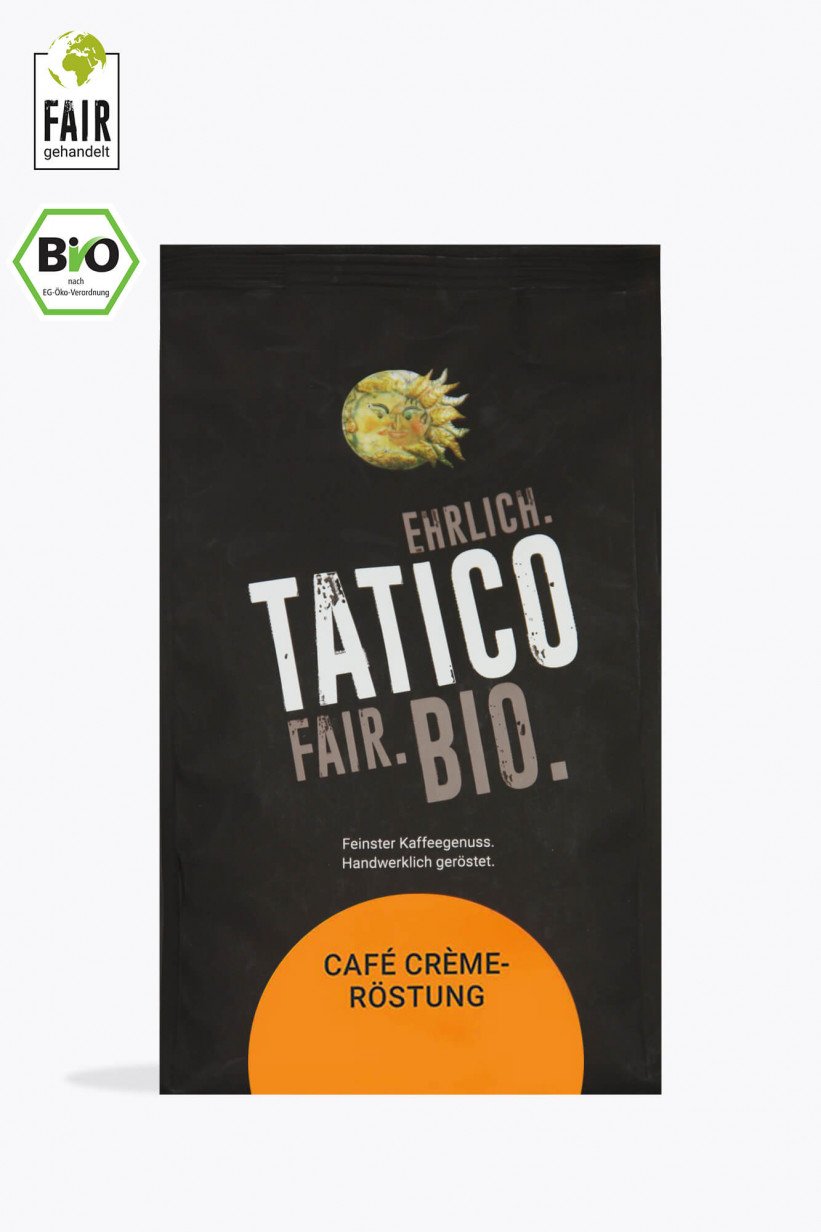 FAIR
gehandelt
Bio
nach
EG-Öko-Verordnung
EHRLICH.
TATICO
FAIR. BIO.
Feinster Kaffeegenuss.
Handwerklich geröstet.
CAFÉ CRÈME-
RÖSTUNG